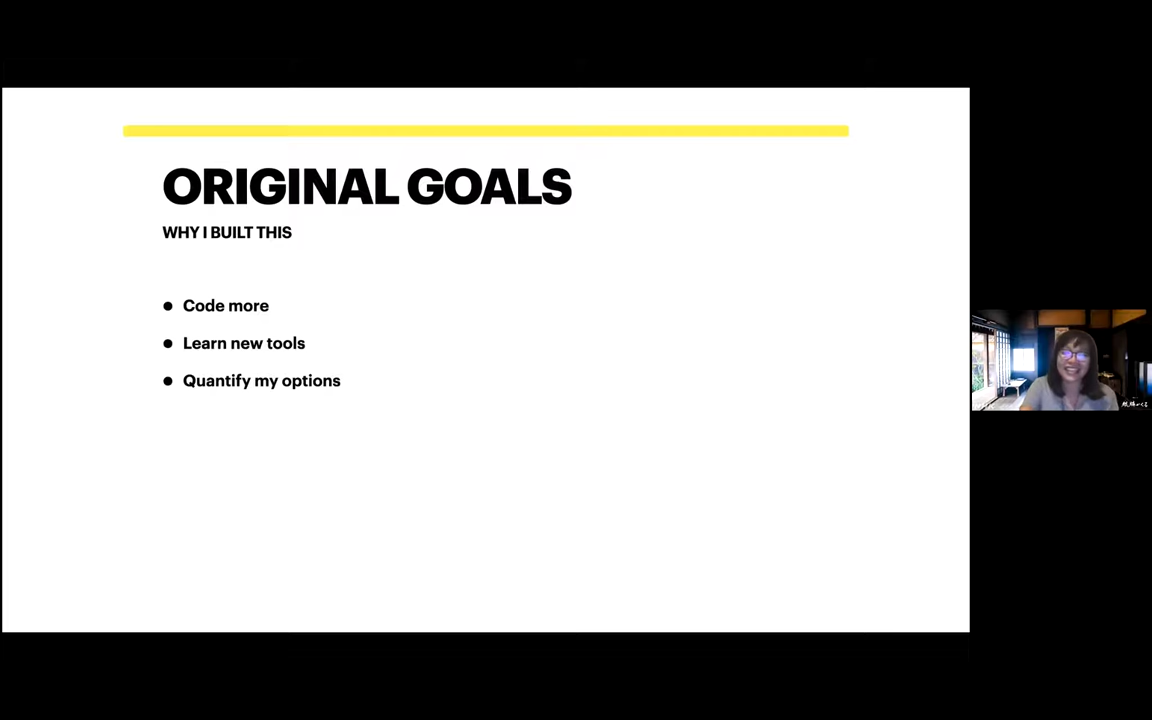 ORIGINAL GOALS
WHY I BUILT THIS
● Code more
● Learn new tools
● Quantify my options